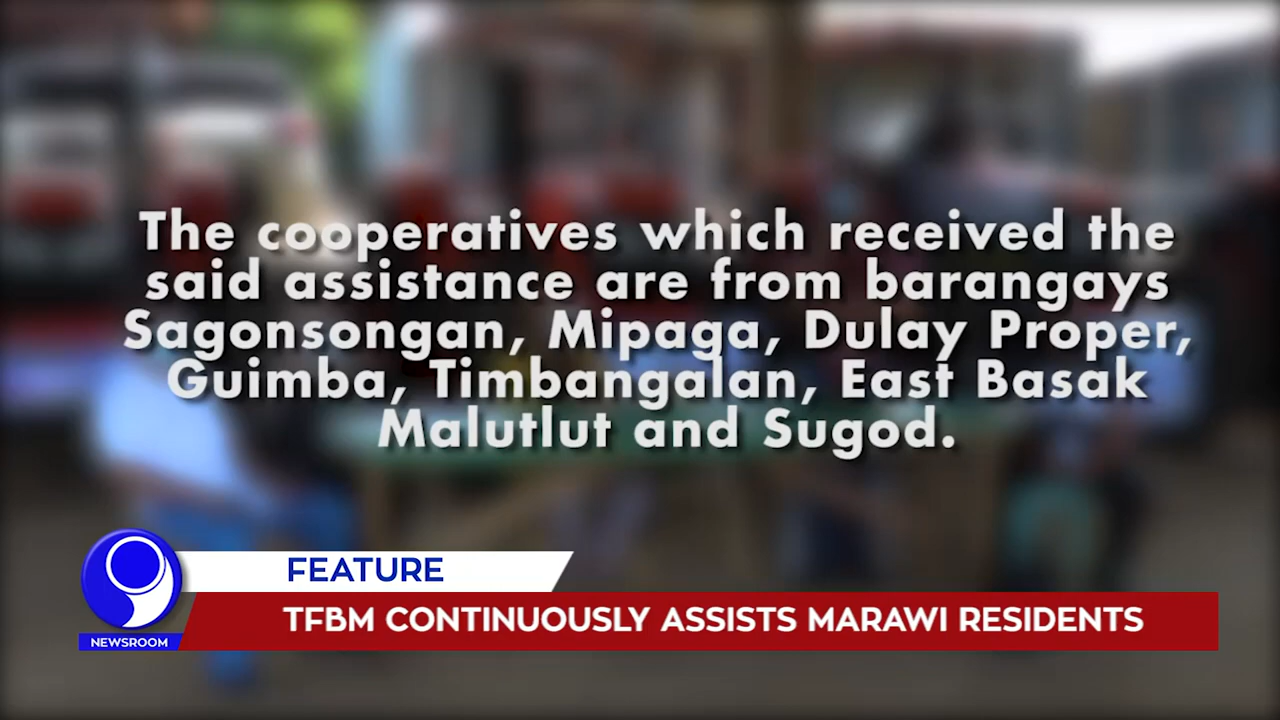 The cooperatives which received the
said assistance are from barangays
Sagonsongan, Mipaga, Dulay Proper,
Guimba, Timbangalan, East Basak
Malutlut and Sugod.
FEATURE
TFBM CONTINUOUSLY ASSISTS MARAWI RESIDENTS
NEWSROOM